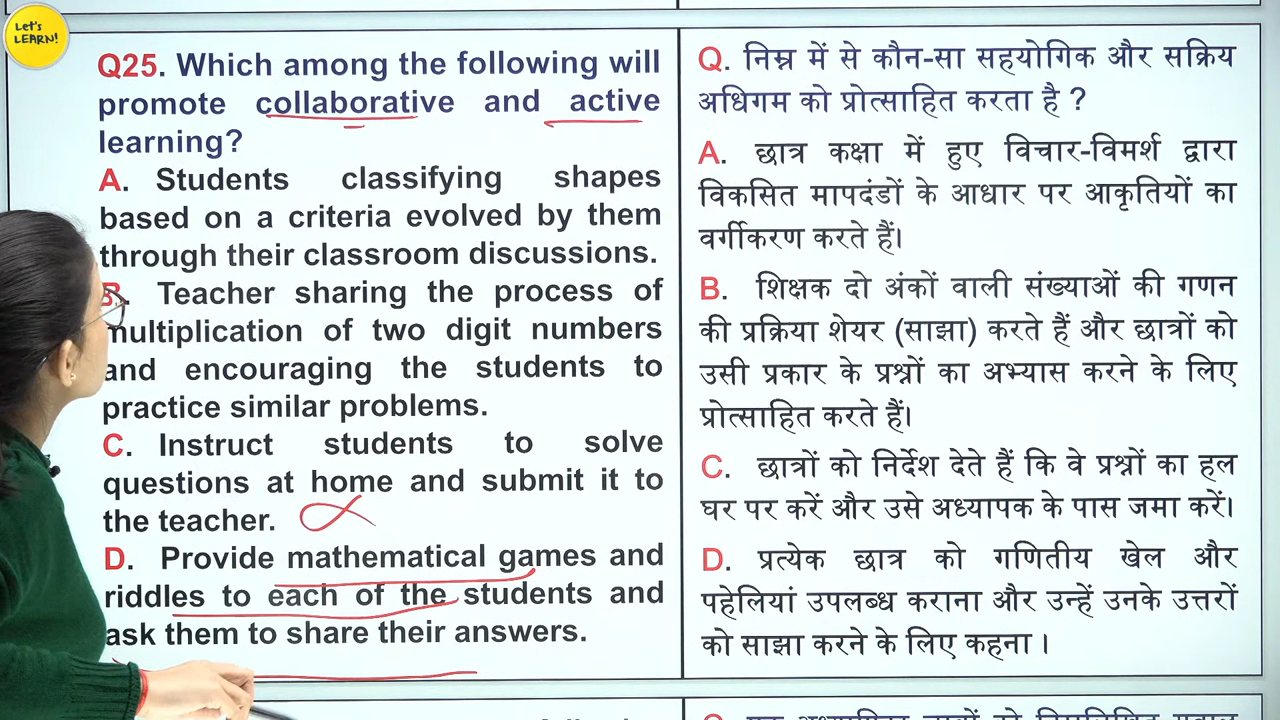 Let's
LEARN!
Q25. Which among the following will
promote collaborative and active
learning?
A. Students classifying shapes
based on a criteria evolved by them
through their classroom discussions.
B. Teacher sharing the process of
multiplication of two digit numbers
and encouraging the students to
practice similar problems.
C. Instruct students to solve
questions at home and submit it to
the teacher.
D. Provide mathematical games and
riddles to each of the students and
ask them to share their answers.
Q. निम्न में से कौन-सा सहयोगिक और सक्रिय
अधिगम को प्रोत्साहित करता है ?
A. छात्र कक्षा में हुए विचार-विमर्श द्वारा
विकसित मापदंडों के आधार पर आकृतियों का
वर्गीकरण करते हैं।
B. शिक्षक दो अंकों वाली संख्याओं की गणन
की प्रक्रिया शेयर (साझा) करते हैं और छात्रों को
उसी प्रकार के प्रश्नों का अभ्यास करने के लिए
प्रोत्साहित करते हैं।
C. छात्रों को निर्देश देते हैं कि वे प्रश्नों का हल
घर पर करें और उसे अध्यापक के पास जमा करें।
D. प्रत्येक छात्र को गणितीय खेल और
पहेलियां उपलब्ध कराना और उन्हें उनके उत्तरों
को साझा करने के लिए कहना ।